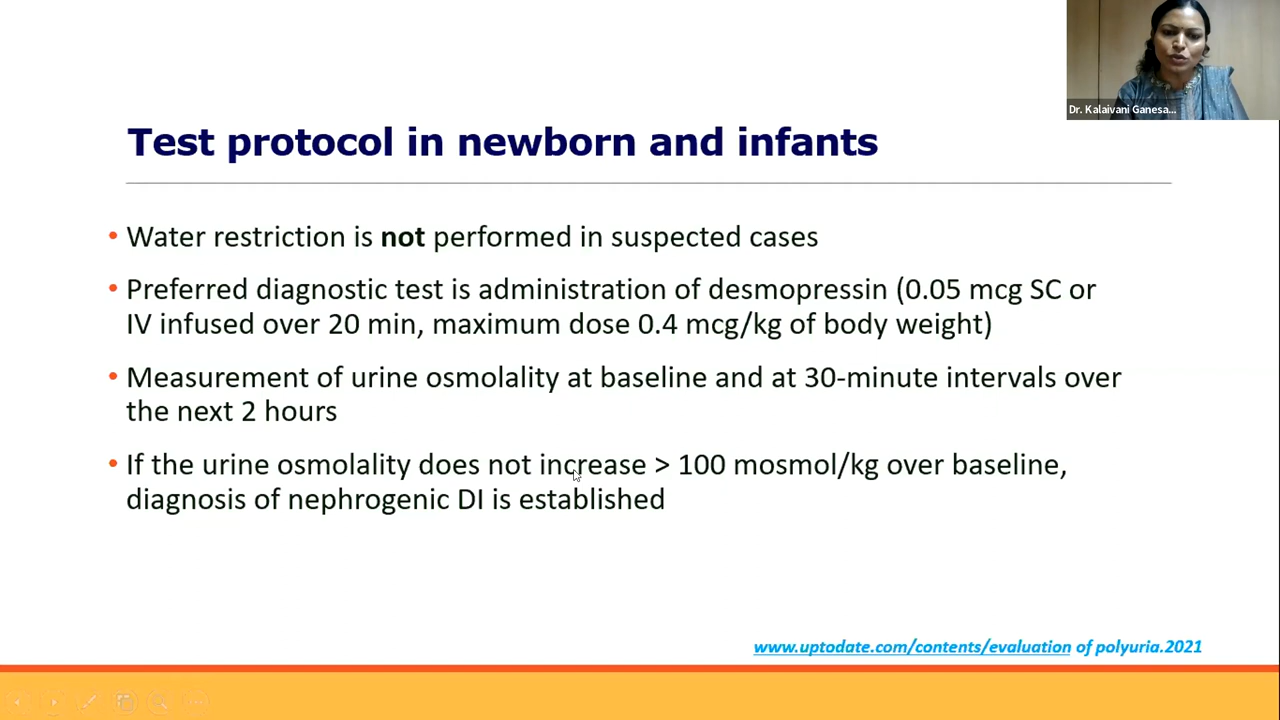 Dr. Kalaivani Ganesa...
Test protocol in newborn and infants
• Water restriction is not performed in suspected cases
• Preferred diagnostic test is administration of desmopressin (0.05 mcg SC or
IV infused over 20 min, maximum dose 0.4 mcg/kg of body weight)
• Measurement of urine osmolality at baseline and at 30-minute intervals over
the next 2 hours
• If the urine osmolality does not increase > 100 mosmol/kg over baseline,
diagnosis of nephrogenic DI is established
www.uptodate.com/contents/evaluation of polyuria.2021